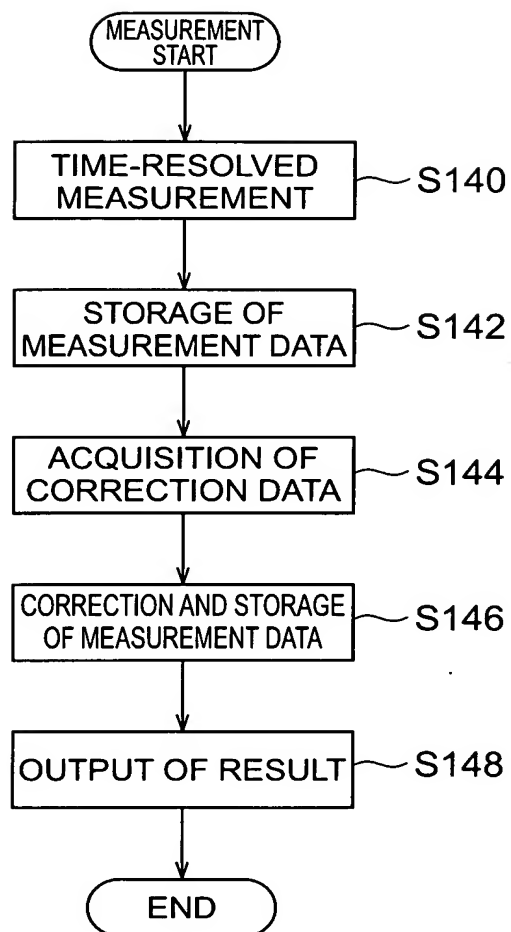 MEASUREMENT
START
TIME-RESOLVED
MEASUREMENT
S140
STORAGE OF
MEASUREMENT DATA
S142
ACQUISITION OF
CORRECTION DATA
S144
CORRECTION AND STORAGE
OF MEASUREMENT DATA
S146
OUTPUT OF RESULT
S148
END